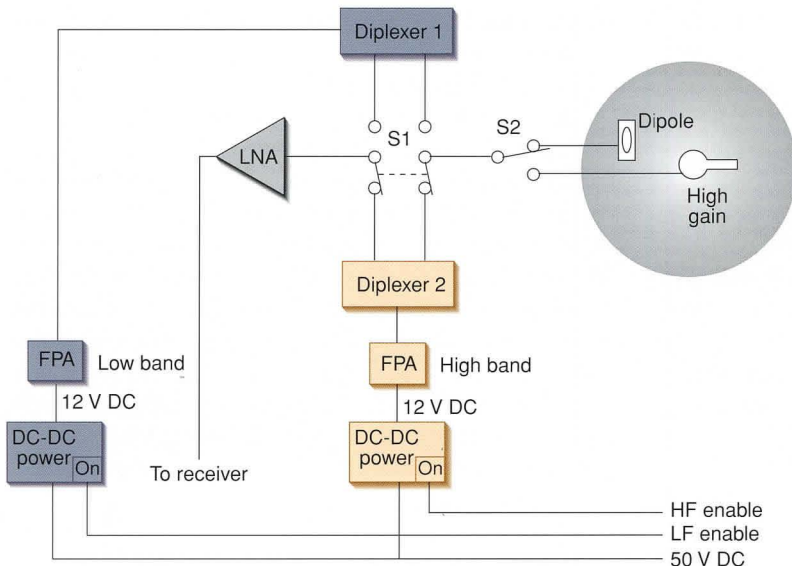 Diplexer 1
S1
S2
Dipole
LNA
High
gain
Diplexer 2
FPA
Low band
FPA
High band
12 V DC
12 V DC
DC-DC
power
On
To receiver
DC-DC
power
On
HF enable
LF enable
50 V DC